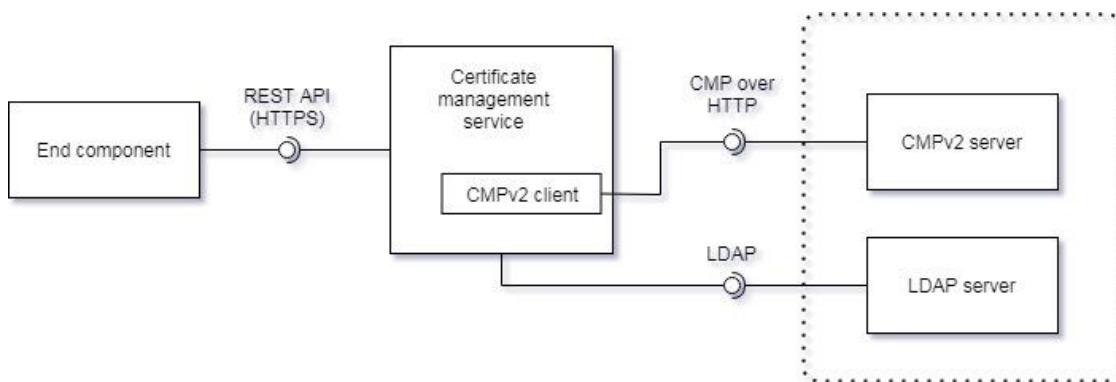 End component
REST API
(HTTPS)
Certificate
management
service
CMPv2 client
CMP over
HTTP
CMPv2 server
LDAP
LDAP server